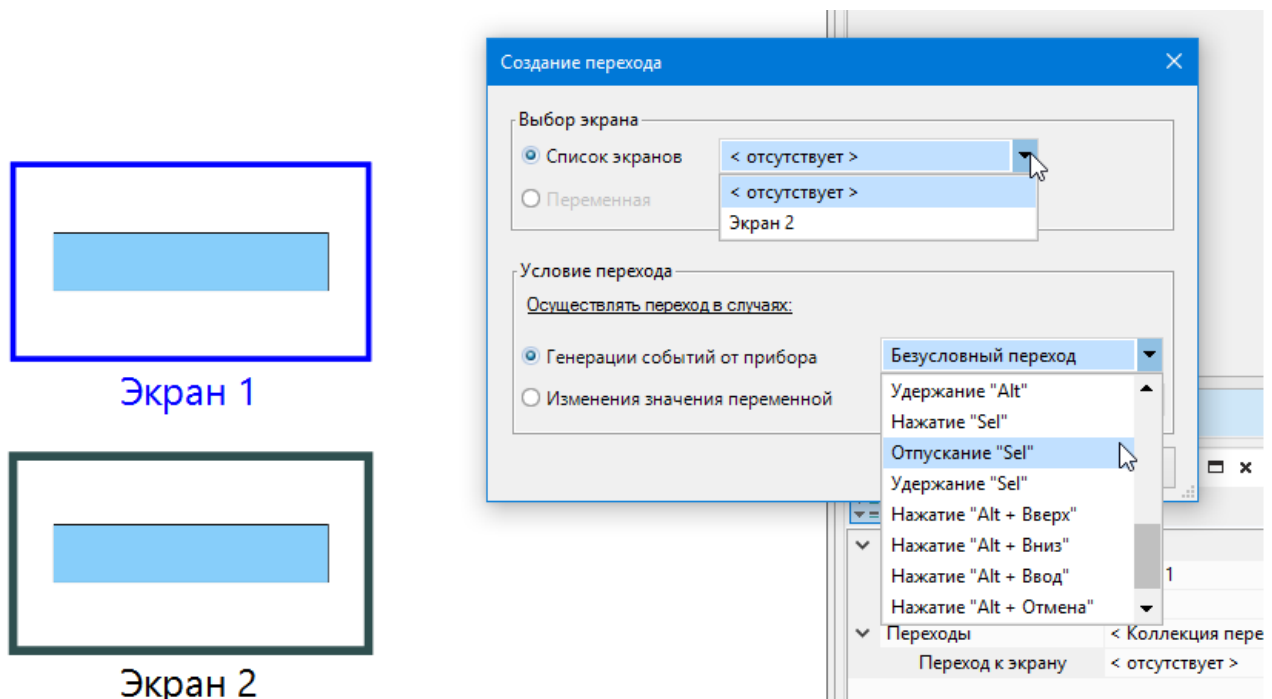 Создание перехода
Выбор экрана
Список экранов
< отсутствует >
< отсутствует >
Переменная
Экран 2
Условие перехода
Осуществлять переход в случаях:
Генерации событий от прибора
Безусловный переход
Изменения значения переменной
Удержание "Alt"
Нажатие "Sel"
Отпускание "Sel"
Удержание "Sel"
Нажатие "Alt + Вверх"
Нажатие "Alt + Вниз"
Нажатие "Alt + Ввод"
Нажатие "Alt + Отмена"
1
Переходы
< Коллекция пере
Переход к экрану
< отсутствует >
Экран 1
Экран 2